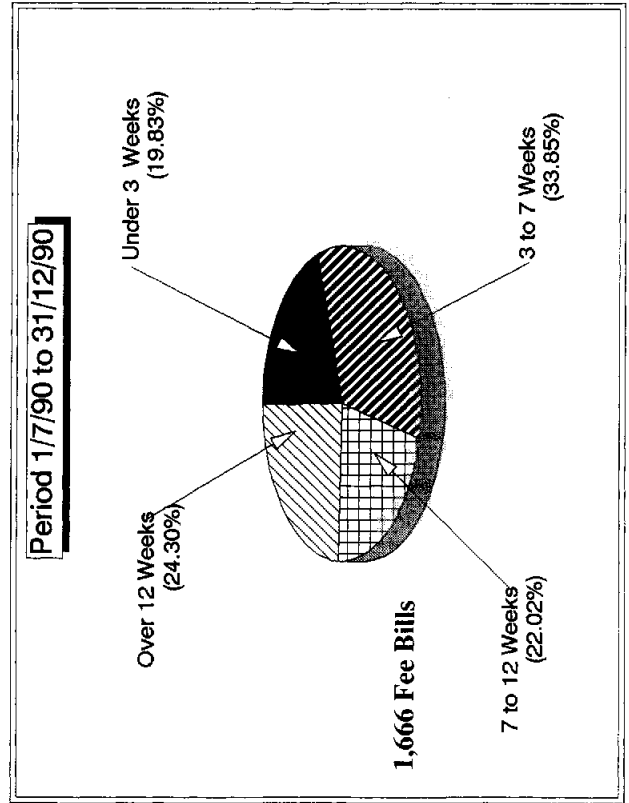 Period 1/7/90 to 31/12/90
Over 12 Weeks
(24.30%)
Under 3 Weeks
(19.83%)
1,666 Fee Bills
7 to 12 Weeks
(22.02%)
3 to 7 Weeks
(33.85%)